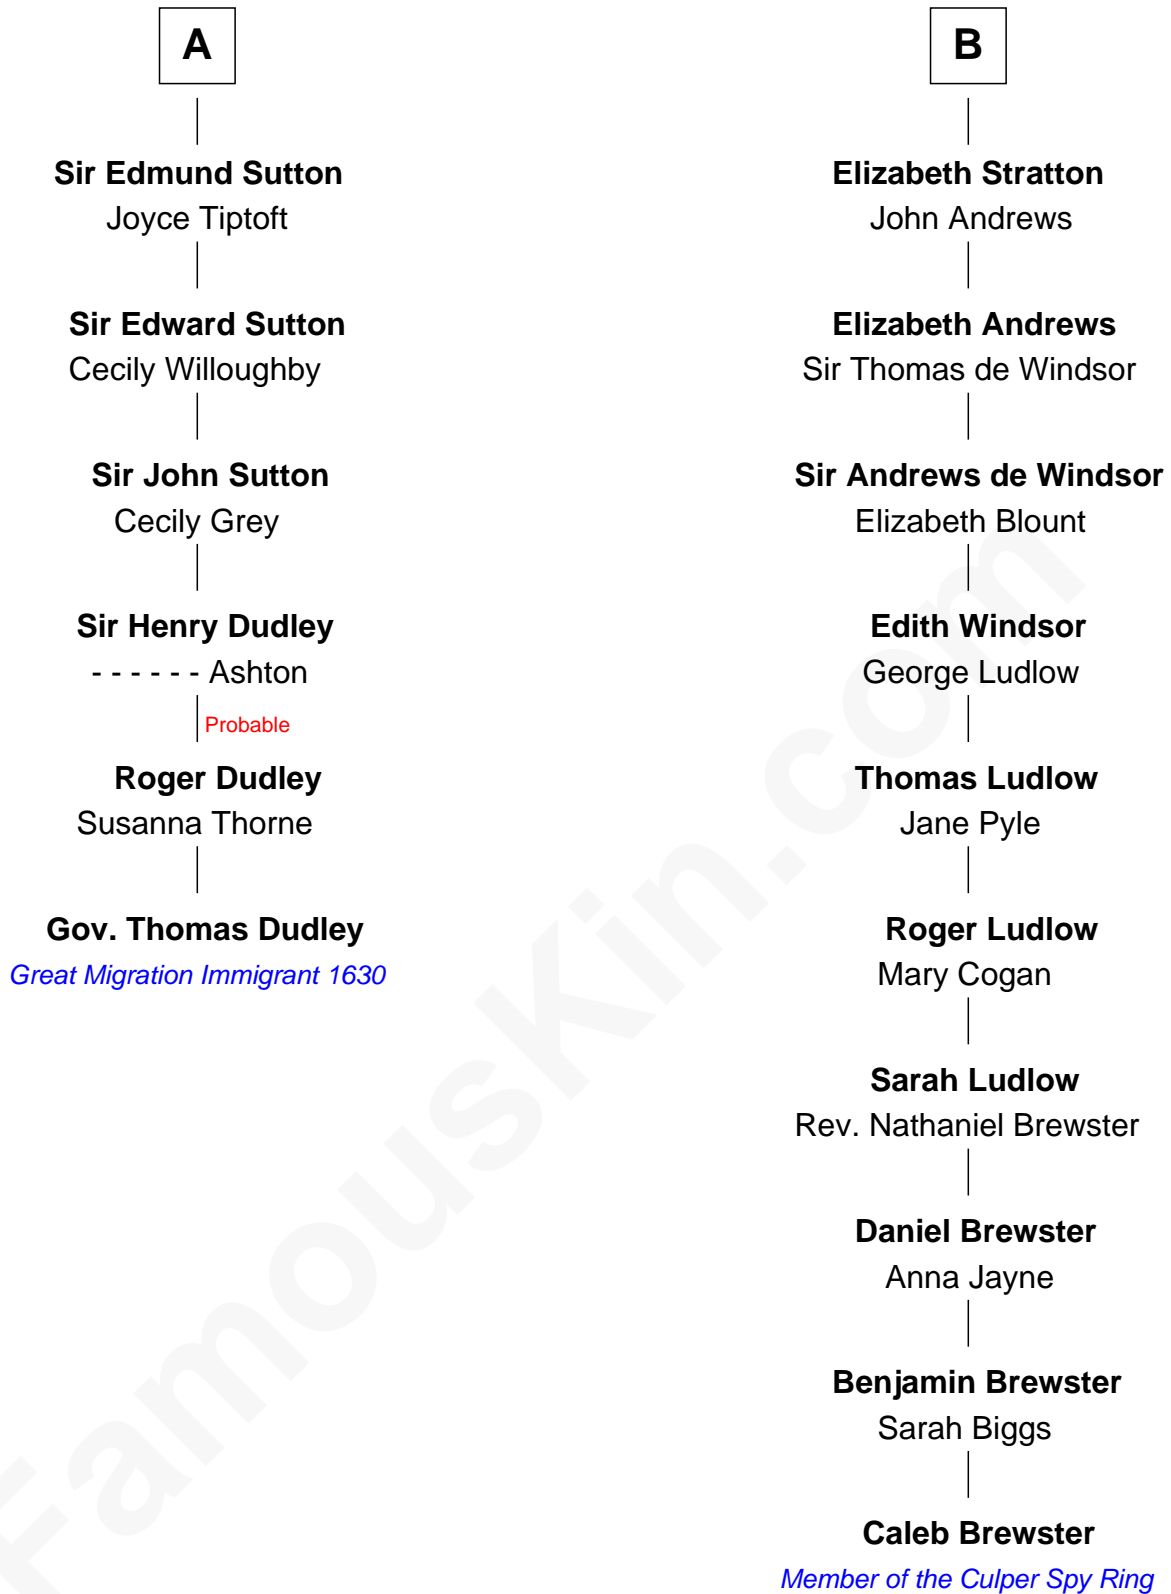 A
Sir Edmund Sutton
Joyce Tiptoft
Sir Edward Sutton
Cecily Willoughby
Sir John Sutton
Cecily Grey
Sir Henry Dudley
- - - - - - Ashton
Probable
Roger Dudley
Susanna Thorne
Gov. Thomas Dudley
Great Migration Immigrant 1630
B
Elizabeth Stratton
John Andrews
Elizabeth Andrews
Sir Thomas de Windsor
Sir Andrews de Windsor
Elizabeth Blount
Edith Windsor
George Ludlow
Thomas Ludlow
Jane Pyle
Roger Ludlow
Mary Cogan
Sarah Ludlow
Rev. Nathaniel Brewster
Daniel Brewster
Anna Jayne
Benjamin Brewster
Sarah Biggs
Caleb Brewster
Member of the Culper Spy Ring
FamousKin.com